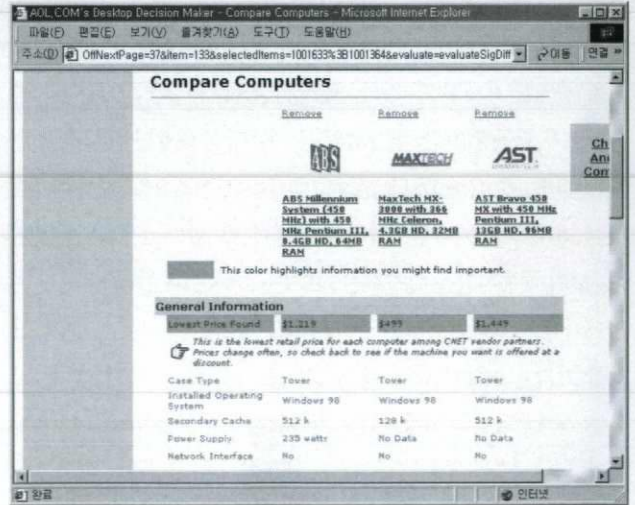 AOL.COM's Desktop Decision Maker - Compare Computers - Microsoft Internet Explorer
파일(F) 편집(E) 보기(V) 즐겨찾기(A) 도구(T) 도움말(H)
주소(D) OffNextPage=37&item=133&selectedItems=1001633%3B1001364&evaluate=evaluateSigDiff 이동 연결 »
Compare Computers
Remove Remove Remove
ABS MAXTECH AST
Ch
An
Com
ABS Millennium MaxTech MX- AST Bravo 450
System (450 3000 with 366 MX with 450 MHz
MHz) with 450 MHz Celeron, Pentium III,
MHz Pentium III, 4.3GB HD, 32MB 13GB HD, 96MB
8.4GB HD, 64MB RAM RAM
RAM
This color highlights information you might find important.
General Information
Lowest Price Found $1,219 $499 $1,449
This is the lowest retail price for each computer among CNET vendor partners.
Prices change often, so check back to see if the machine you want is offered at a
discount.
Case Type Tower Tower Tower
Installed Operating
System Windows 98 Windows 98 Windows 98
Secondary Cache 512 k 128 k 512 k
Power Supply 235 watts No Data No Data
Network Interface No No No
완료 인터넷